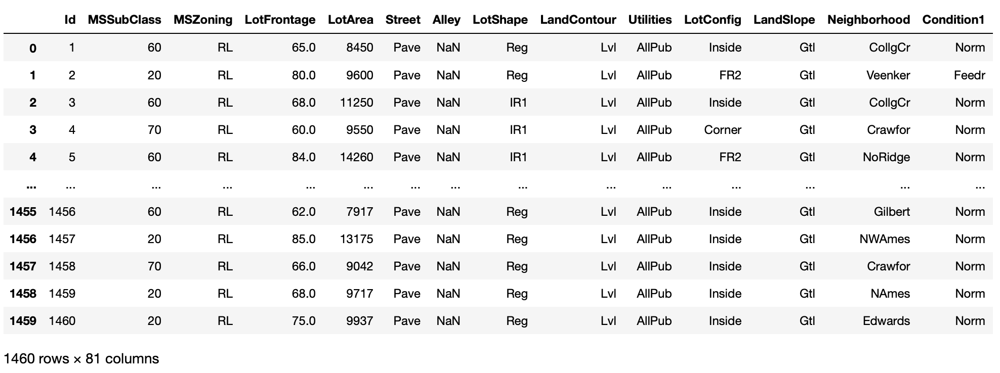 Id MSSubClass MSZoning LotFrontage LotArea Street Alley LotShape LandContour Utilities LotConfig LandSlope Neighborhood Condition1
0 1 60 RL 65.0 8450 Pave NaN Reg Lvl AllPub Inside Gtl CollgCr Norm
1 2 20 RL 80.0 9600 Pave NaN Reg Lvl AllPub FR2 Gtl Veenker Feedr
2 3 60 RL 68.0 11250 Pave NaN IR1 Lvl AllPub Inside Gtl CollgCr Norm
3 4 70 RL 60.0 9550 Pave NaN IR1 Lvl AllPub Corner Gtl Crawfor Norm
4 5 60 RL 84.0 14260 Pave NaN IR1 Lvl AllPub FR2 Gtl NoRidge Norm
... ... ... ... ... ... ... ... ... ... ... ... ... ... ...
1455 1456 60 RL 62.0 7917 Pave NaN Reg Lvl AllPub Inside Gtl Gilbert Norm
1456 1457 20 RL 85.0 13175 Pave NaN Reg Lvl AllPub Inside Gtl NWAmes Norm
1457 1458 70 RL 66.0 9042 Pave NaN Reg Lvl AllPub Inside Gtl Crawfor Norm
1458 1459 20 RL 68.0 9717 Pave NaN Reg Lvl AllPub Inside Gtl NAmes Norm
1459 1460 20 RL 75.0 9937 Pave NaN Reg Lvl AllPub Inside Gtl Edwards Norm
1460 rows × 81 columns